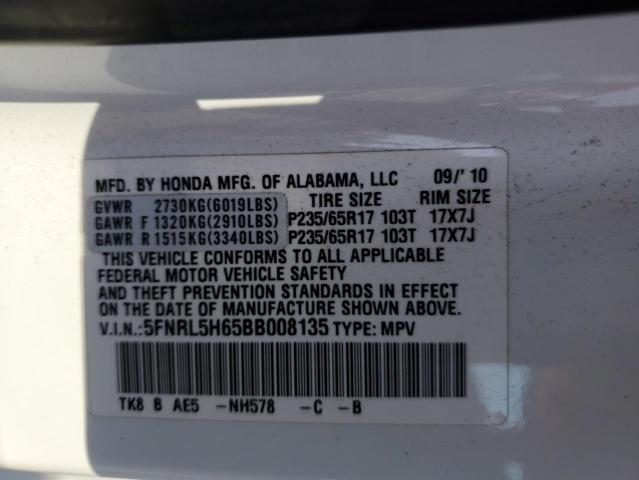 MFD. BY HONDA MFG. OF ALABAMA, LLC 09/'10
GVWR 2730KG(6019LBS) TIRE SIZE RIM SIZE
GAWR F 1320KG(2910LBS) P235/65R17 103T 17X7J
GAWR R 1515KG(3340LBS) P235/65R17 103T 17X7J
THIS VEHICLE CONFORMS TO ALL APPLICABLE
FEDERAL MOTOR VEHICLE SAFETY
AND THEFT PREVENTION STANDARDS IN EFFECT
ON THE DATE OF MANUFACTURE SHOWN ABOVE.
V.I.N.:5FNRL5H65BB008135 TYPE: MPV
TK8 B AE5 -NH578 -C -B